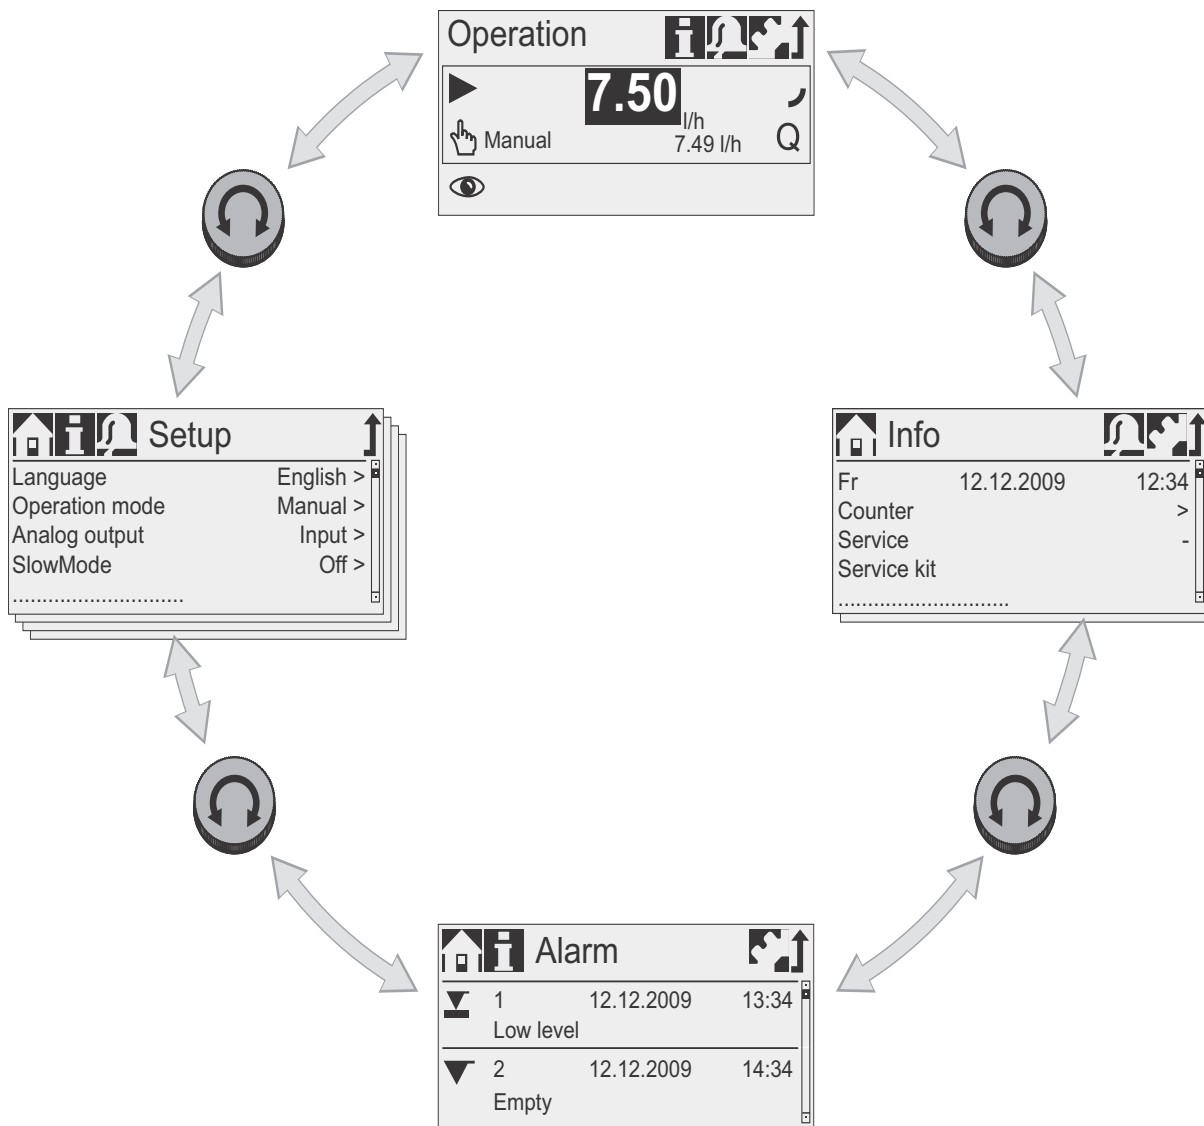 Operation
7.50
l/h
Manual
7.49 l/h
Q
Setup
Language English >
Operation mode Manual >
Analog output Input >
SlowMode Off >
.............................
Info
Fr 12.12.2009 12:34
Counter >
Service -
Service kit
.............................
Alarm
1 12.12.2009 13:34
Low level
2 12.12.2009 14:34
Empty